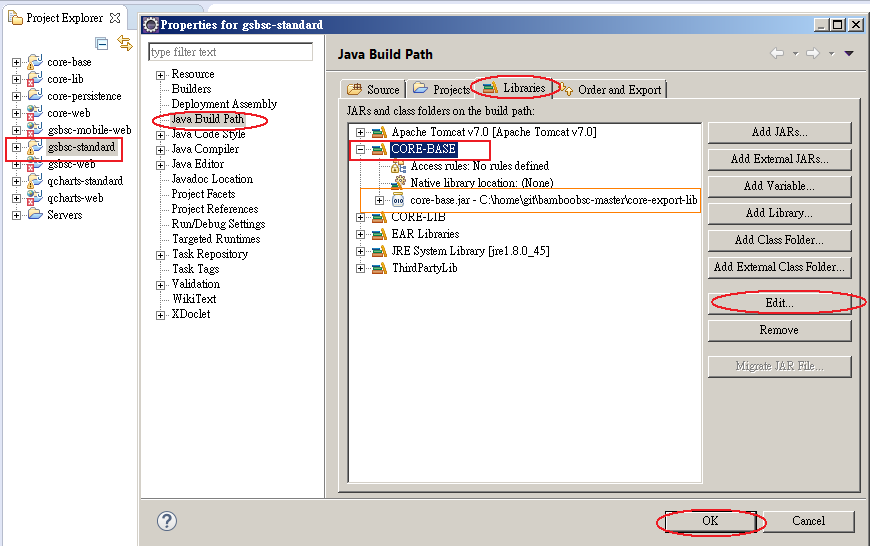 Project Explorer
core-base
core-lib
core-persistence
core-web
gsbsc-mobile-web
gsbsc-standard
gsbsc-web
qcharts-standard
qcharts-web
Servers
Properties for gsbsc-standard
type filter text
Resource
Builders
Deployment Assembly
Java Build Path
Java Code Style
Java Compiler
Java Editor
Javadoc Location
Project Facets
Project References
Run/Debug Settings
Targeted Runtimes
Task Repository
Task Tags
Validation
WikiText
XDoclet
Java Build Path
Source
Projects
Libraries
Order and Export
JARs and class folders on the build path:
Apache Tomcat v7.0 [Apache Tomcat v7.0]
CORE-BASE
Access rules: No rules defined
Native library location: (None)
core-base.jar - C:\home\git\bamboobsc-master\core-export-lib
CORE-LIB
EAR Libraries
JRE System Library [jre1.8.0_45]
ThirdPartyLib
Add JARs...
Add External JARs...
Add Variable...
Add Library...
Add Class Folder...
Add External Class Folder...
Edit...
Remove
Migrate JAR File...
OK
Cancel